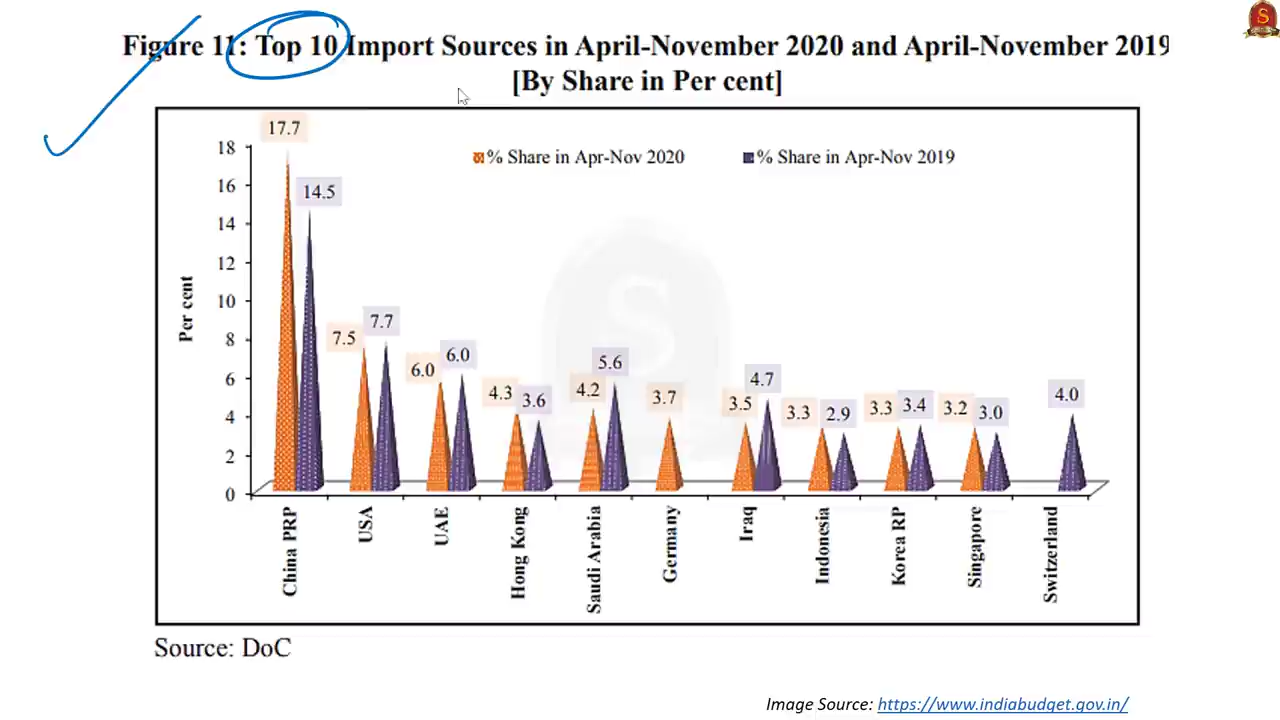 Figure 11: Top 10 Import Sources in April-November 2020 and April-November 2019
[By Share in Per cent]
% Share in Apr-Nov 2020
% Share in Apr-Nov 2019
Per cent
18
16
14
12
10
8
6
4
2
0
17.7
14.5
7.5
7.7
6.0
6.0
4.3
3.6
4.2
5.6
3.7
3.5
4.7
3.3
2.9
3.3
3.4
3.2
3.0
4.0
China PRP
USA
UAE
Hong Kong
Saudi Arabia
Germany
Iraq
Indonesia
Korea RP
Singapore
Switzerland
Source: DoC
Image Source: https://www.indiabudget.gov.in/
S